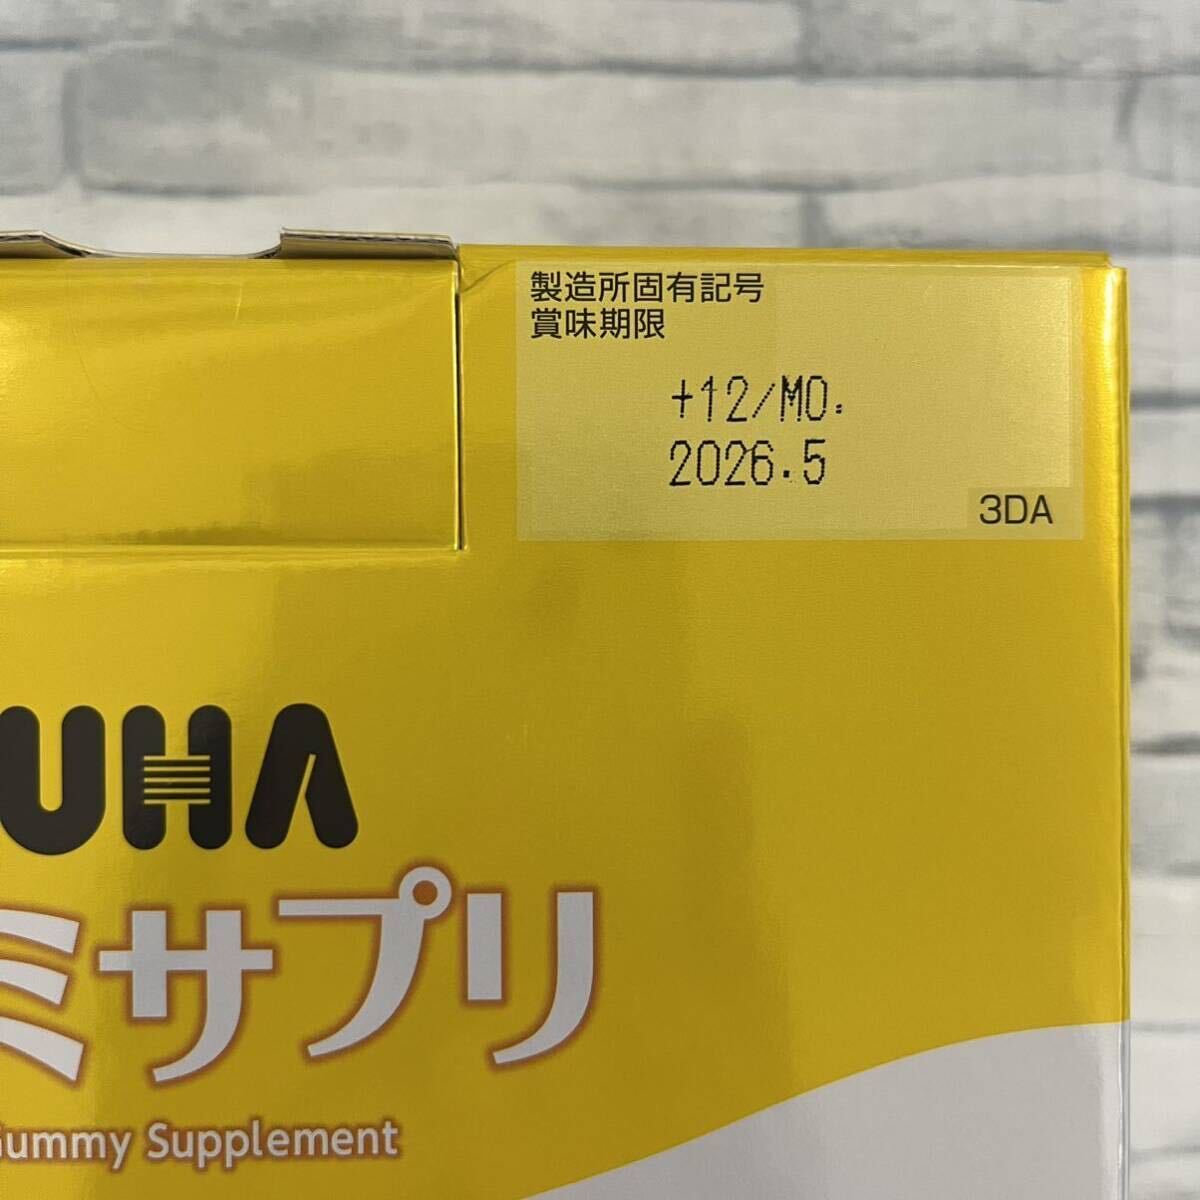 製造所固有記号
賞味期限
+12/MO.
2026.5
3DA
UHA
ミサプリ
Gummy Supplement